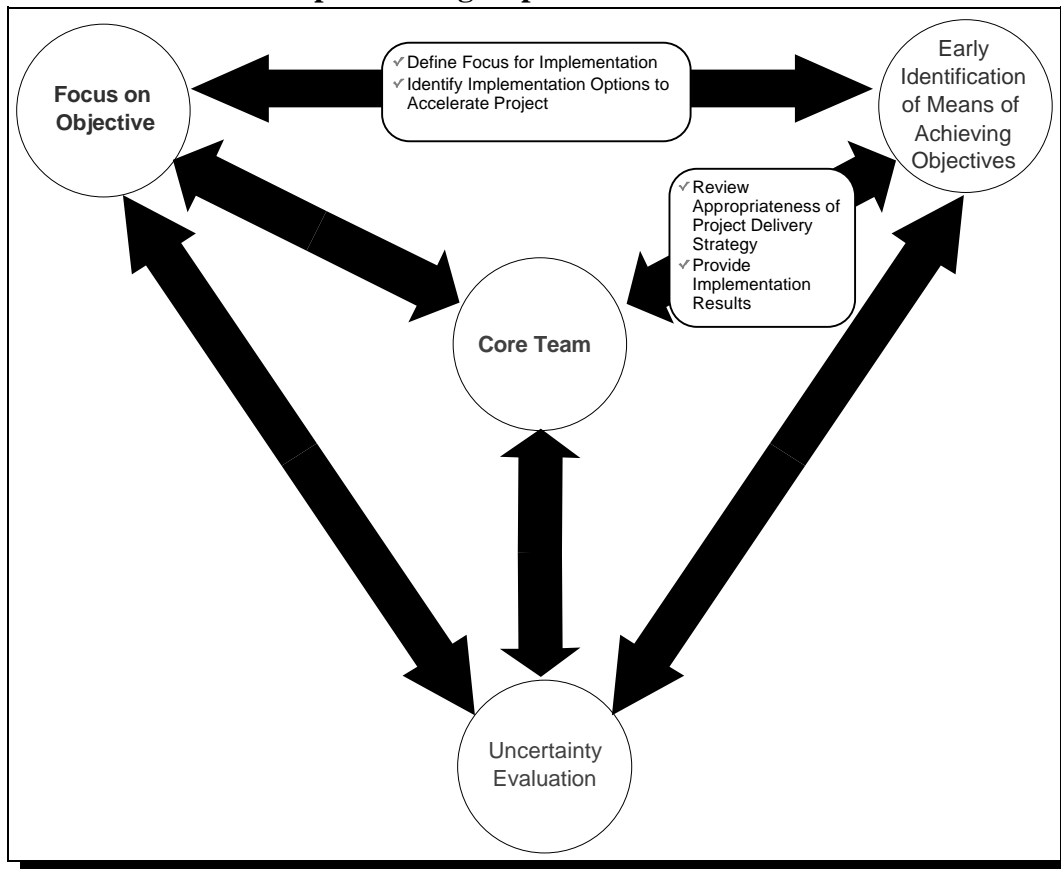 Focus on
Objective
✓ Define Focus for Implementation
✓ Identify Implementation Options to
Accelerate Project
Early
Identification
of Means of
Achieving
Objectives
✓ Review
Appropriateness of
Project Delivery
Strategy
✓ Provide
Implementation
Results
Core Team
Uncertainty
Evaluation